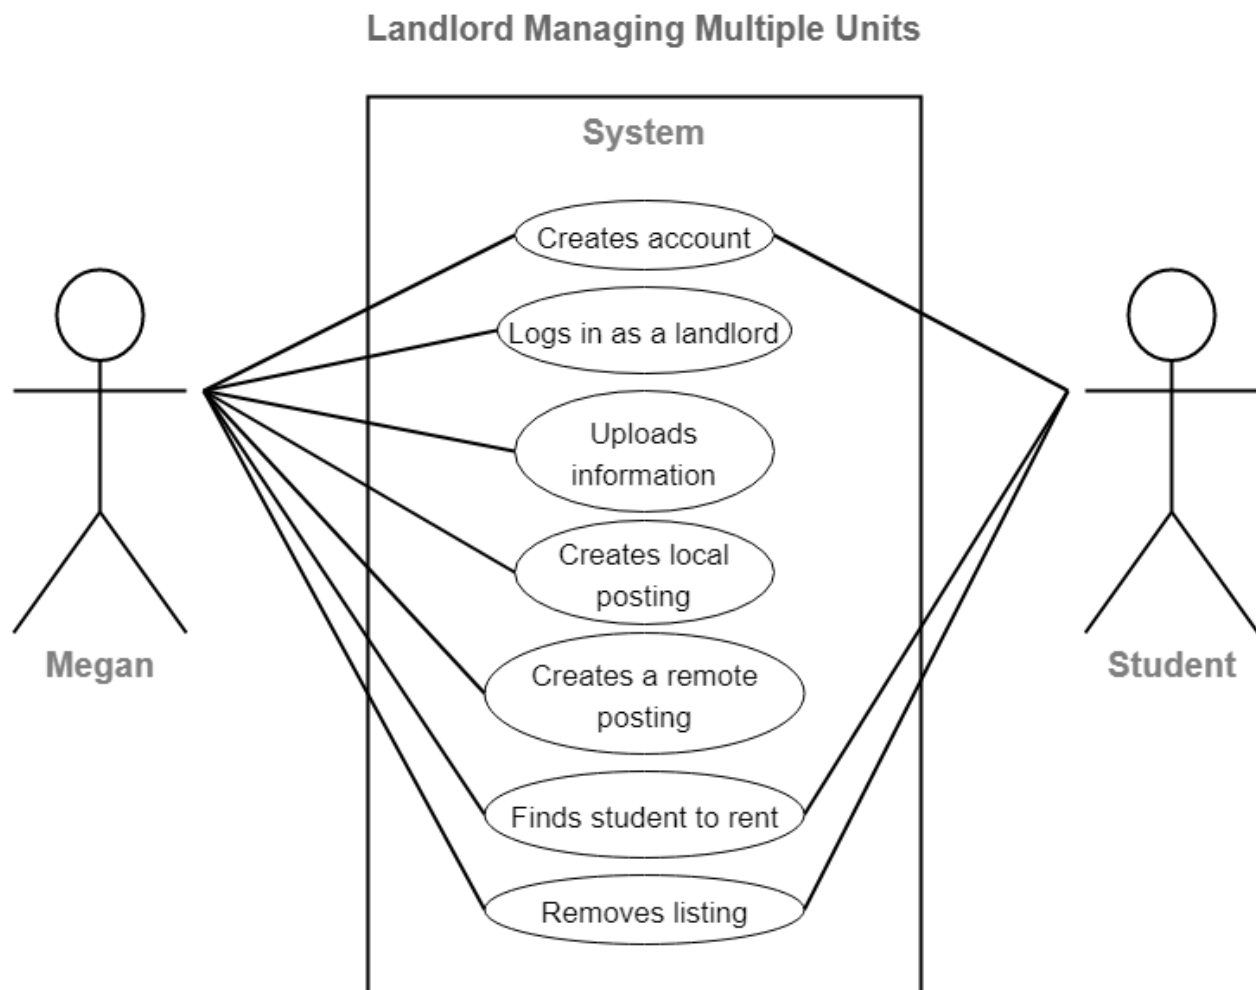 Landlord Managing Multiple Units
System
Creates account
Logs in as a landlord
Uploads
information
Creates local
posting
Creates a remote
posting
Finds student to rent
Removes listing
Megan
Student